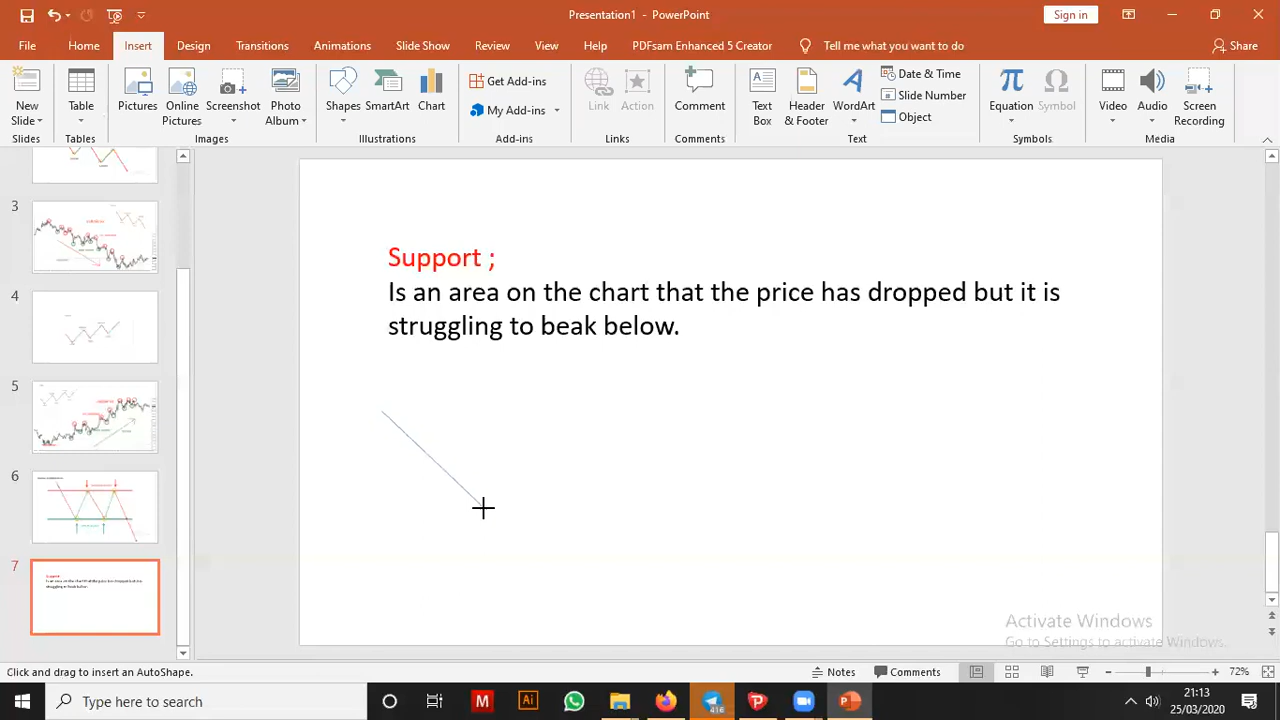 Presentation1 - PowerPoint
Sign in
File Home Insert Design Transitions Animations Slide Show Review View Help PDFsam Enhanced 5 Creator Tell me what you want to do Share
New Slide Table Pictures Online Pictures Screenshot Photo Album Shapes SmartArt Chart Get Add-ins My Add-ins Link Action Comment Text Box Header & Footer WordArt Date & Time Slide Number Object Equation Symbol Video Audio Screen Recording
Slides Tables Images Illustrations Add-ins Links Comments Text Symbols Media
3
4
5
6
7
Support ;
Is an area on the chart that the price has dropped but it is
struggling to beak below.
Activate Windows
Go to Settings to activate Windows.
Click and drag to insert an AutoShape.
Notes Comments 72%
Type here to search
416
21:13
25/03/2020